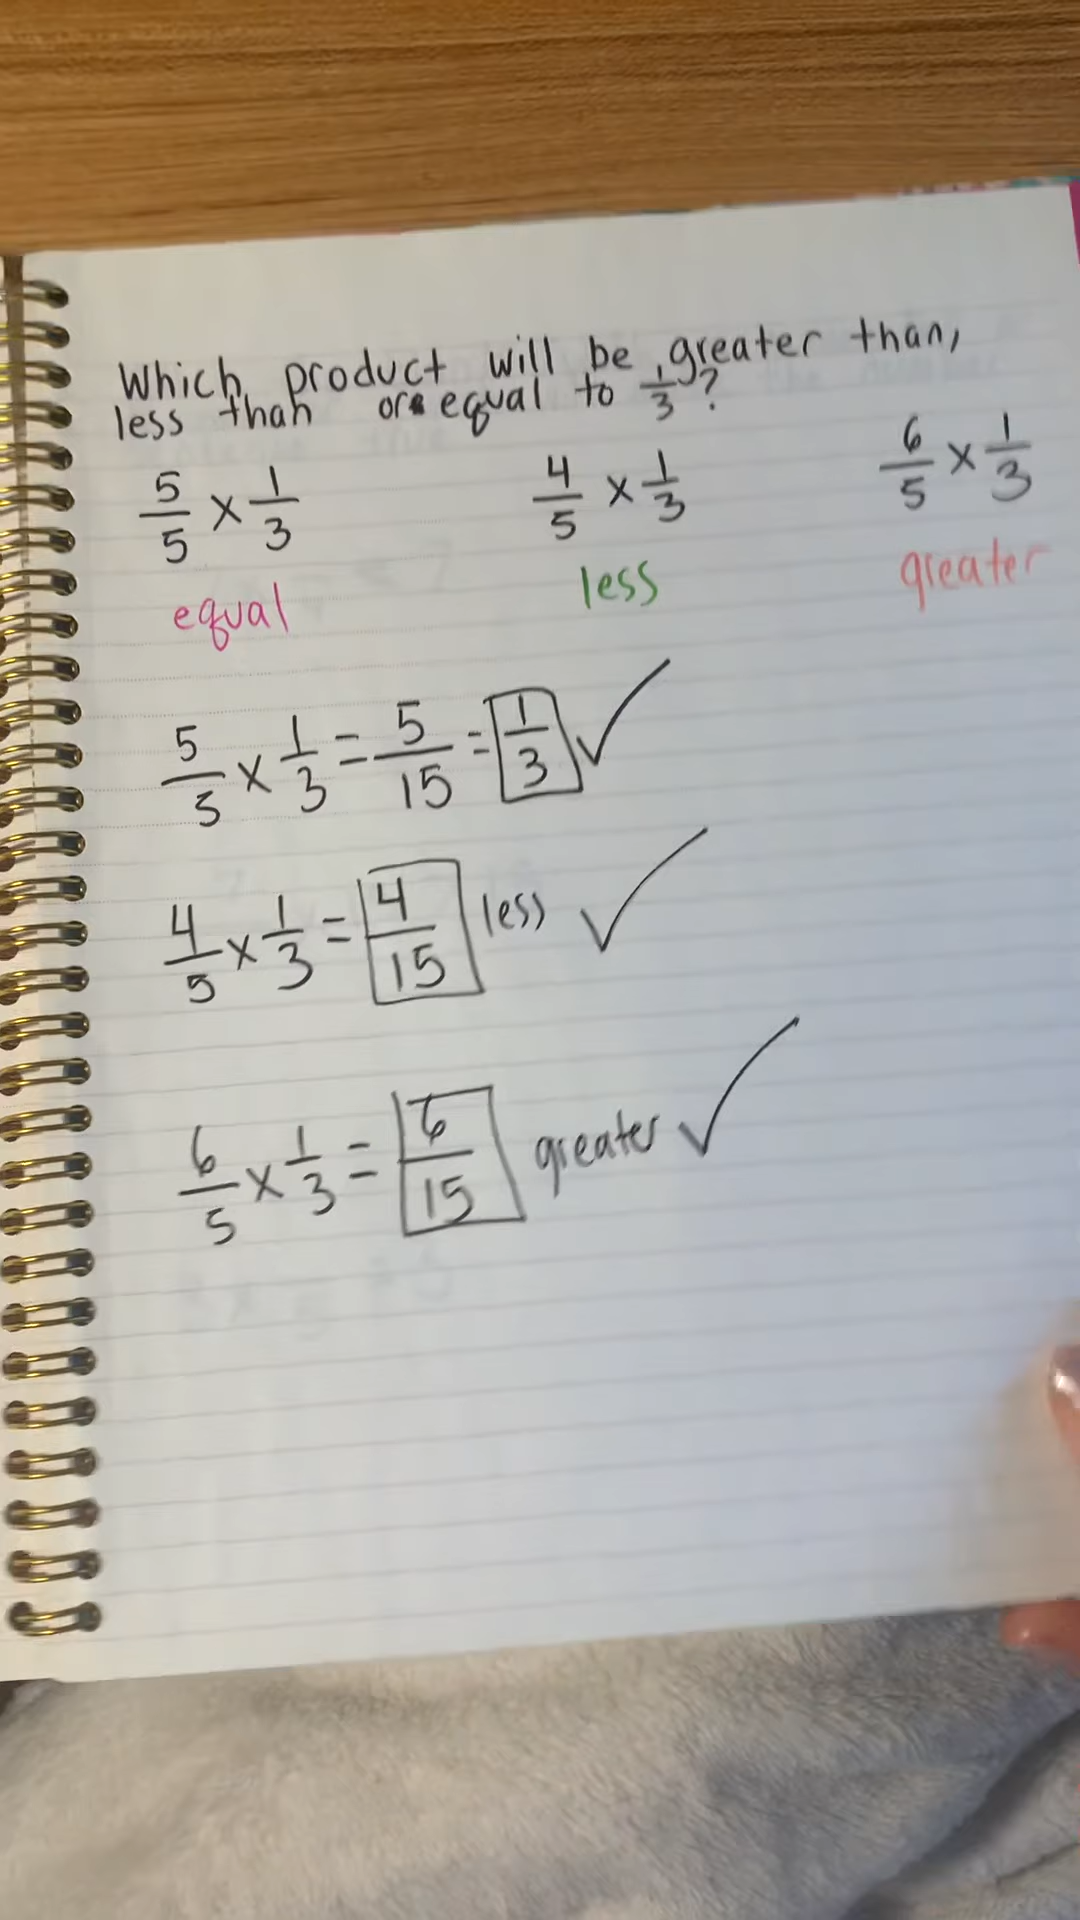 Which product will be greater than,
less than or equal to 1/3?
5/5 x 1/3 4/5 x 1/3 6/5 x 1/3
equal less greater
5/5 x 1/3 = 5/15 = 1/3 ✓
4/5 x 1/3 = 4/15 less ✓
6/5 x 1/3 = 6/15 greater ✓